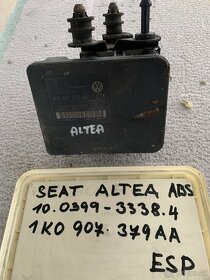 ALTEA
SEAT ALTEA ABS
10.0399-3338.4
1K0 907.379AA
ESP